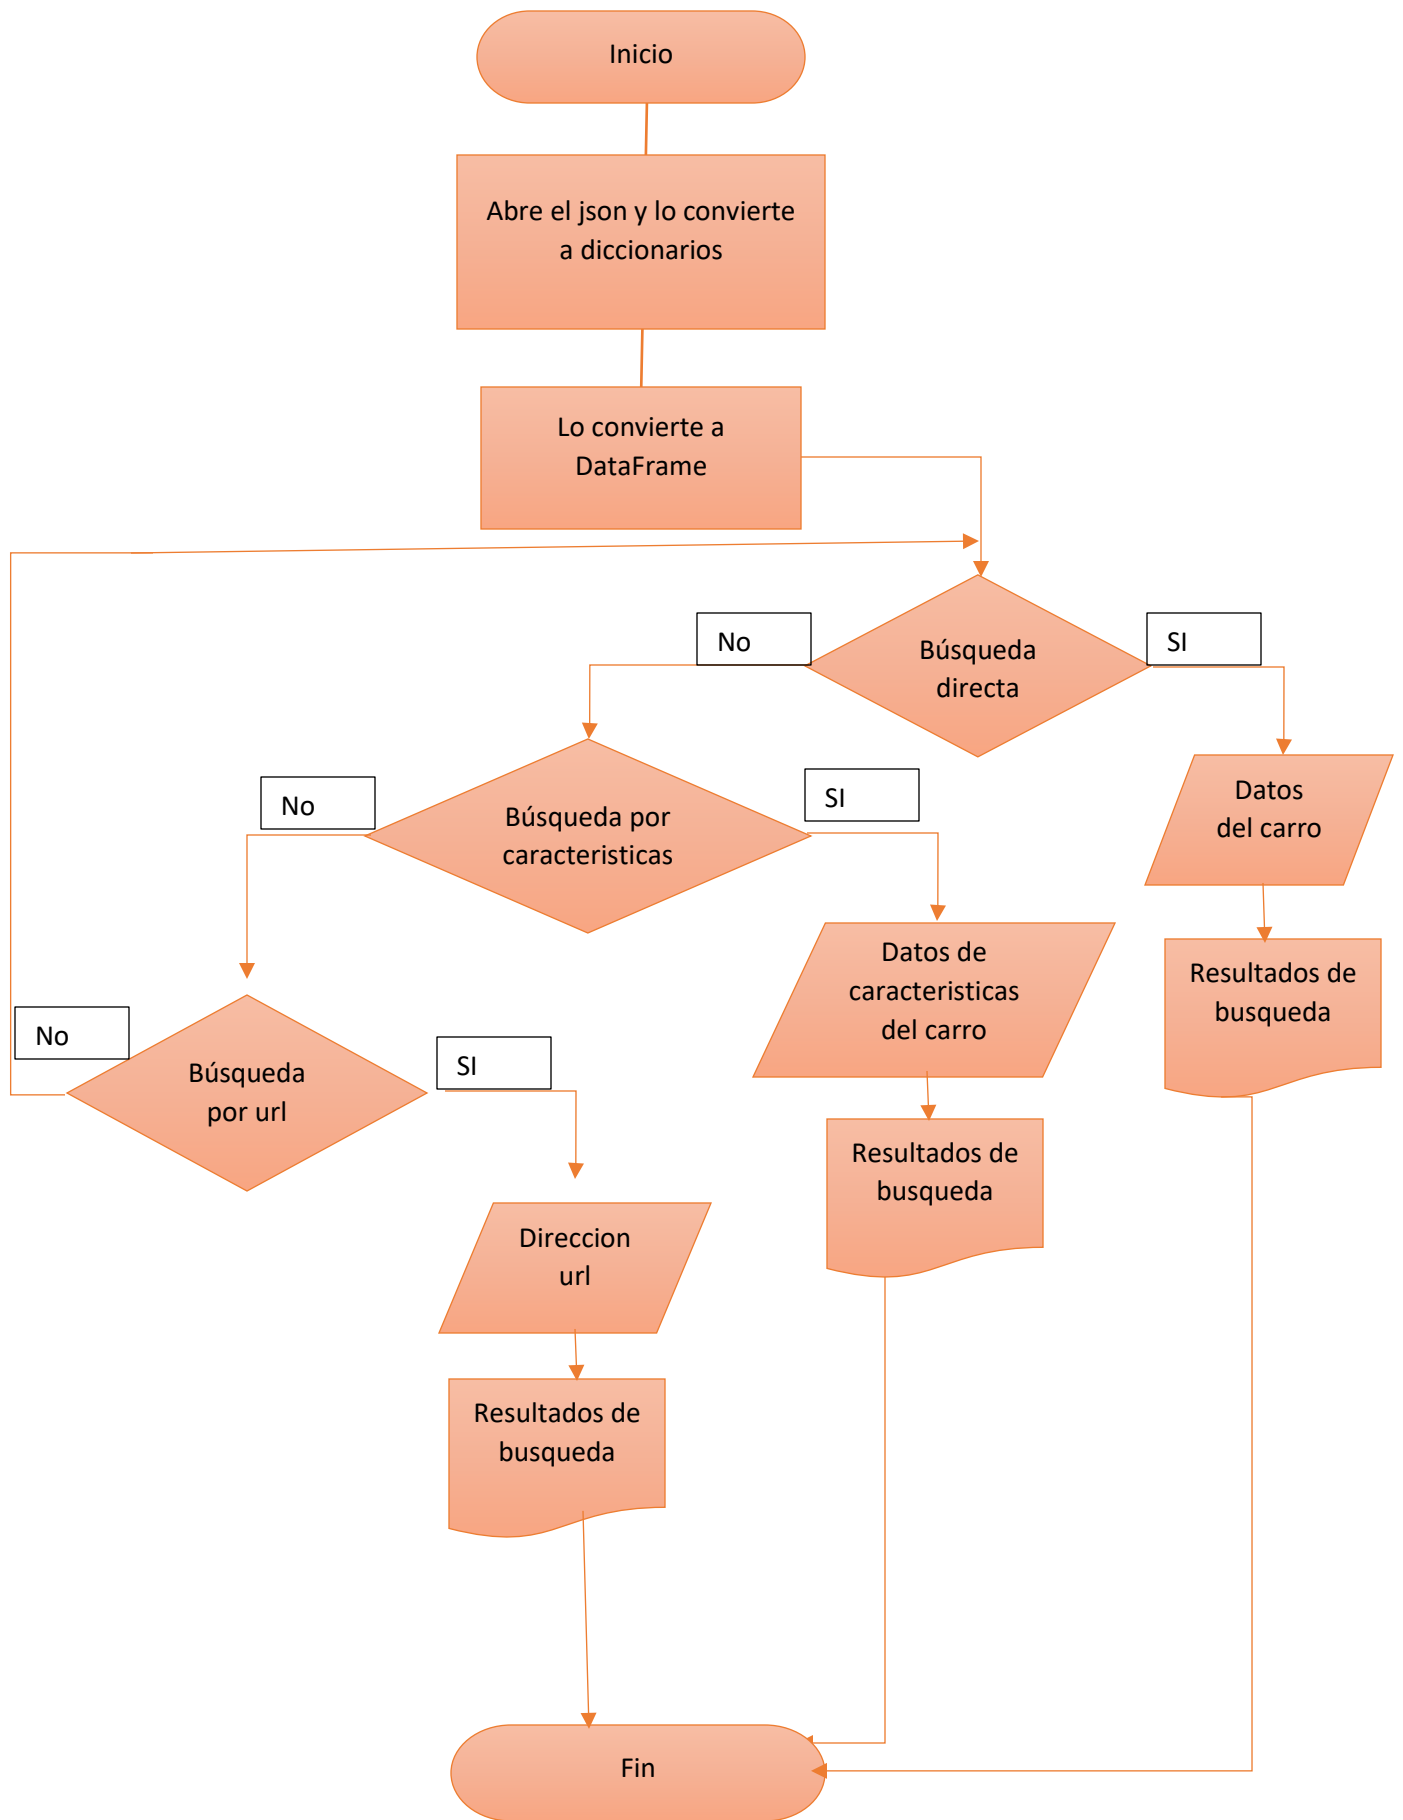 Inicio
Abre el json y lo convierte
a diccionarios
Lo convierte a
DataFrame
No
Búsqueda
directa
SI
No
Búsqueda por
caracteristicas
SI
Datos
del carro
Datos de
caracteristicas
del carro
Resultados de
busqueda
No
Búsqueda
por url
SI
Resultados de
busqueda
Direccion
url
Resultados de
busqueda
Fin